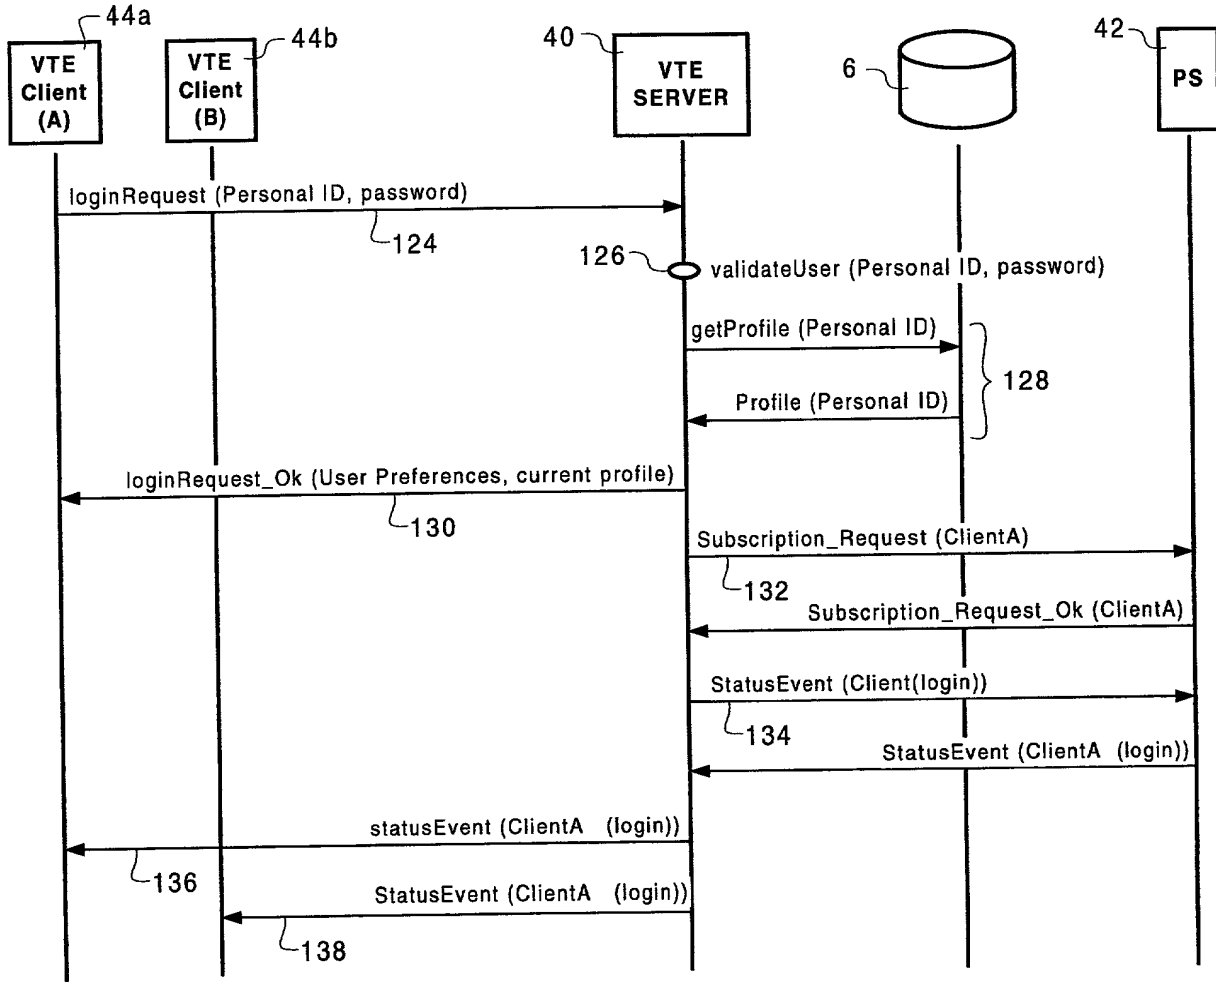 44a
44b
40
6
42
VTE
Client
(A)
VTE
Client
(B)
VTE
SERVER
PS
loginRequest (Personal ID, password)
124
126
validateUser (Personal ID, password)
getProfile (Personal ID)
128
Profile (Personal ID)
loginRequest_Ok (User Preferences, current profile)
130
Subscription_Request (ClientA)
132
Subscription_Request_Ok (ClientA)
StatusEvent (Client(login))
134
StatusEvent (ClientA (login))
statusEvent (ClientA (login))
136
StatusEvent (ClientA (login))
138